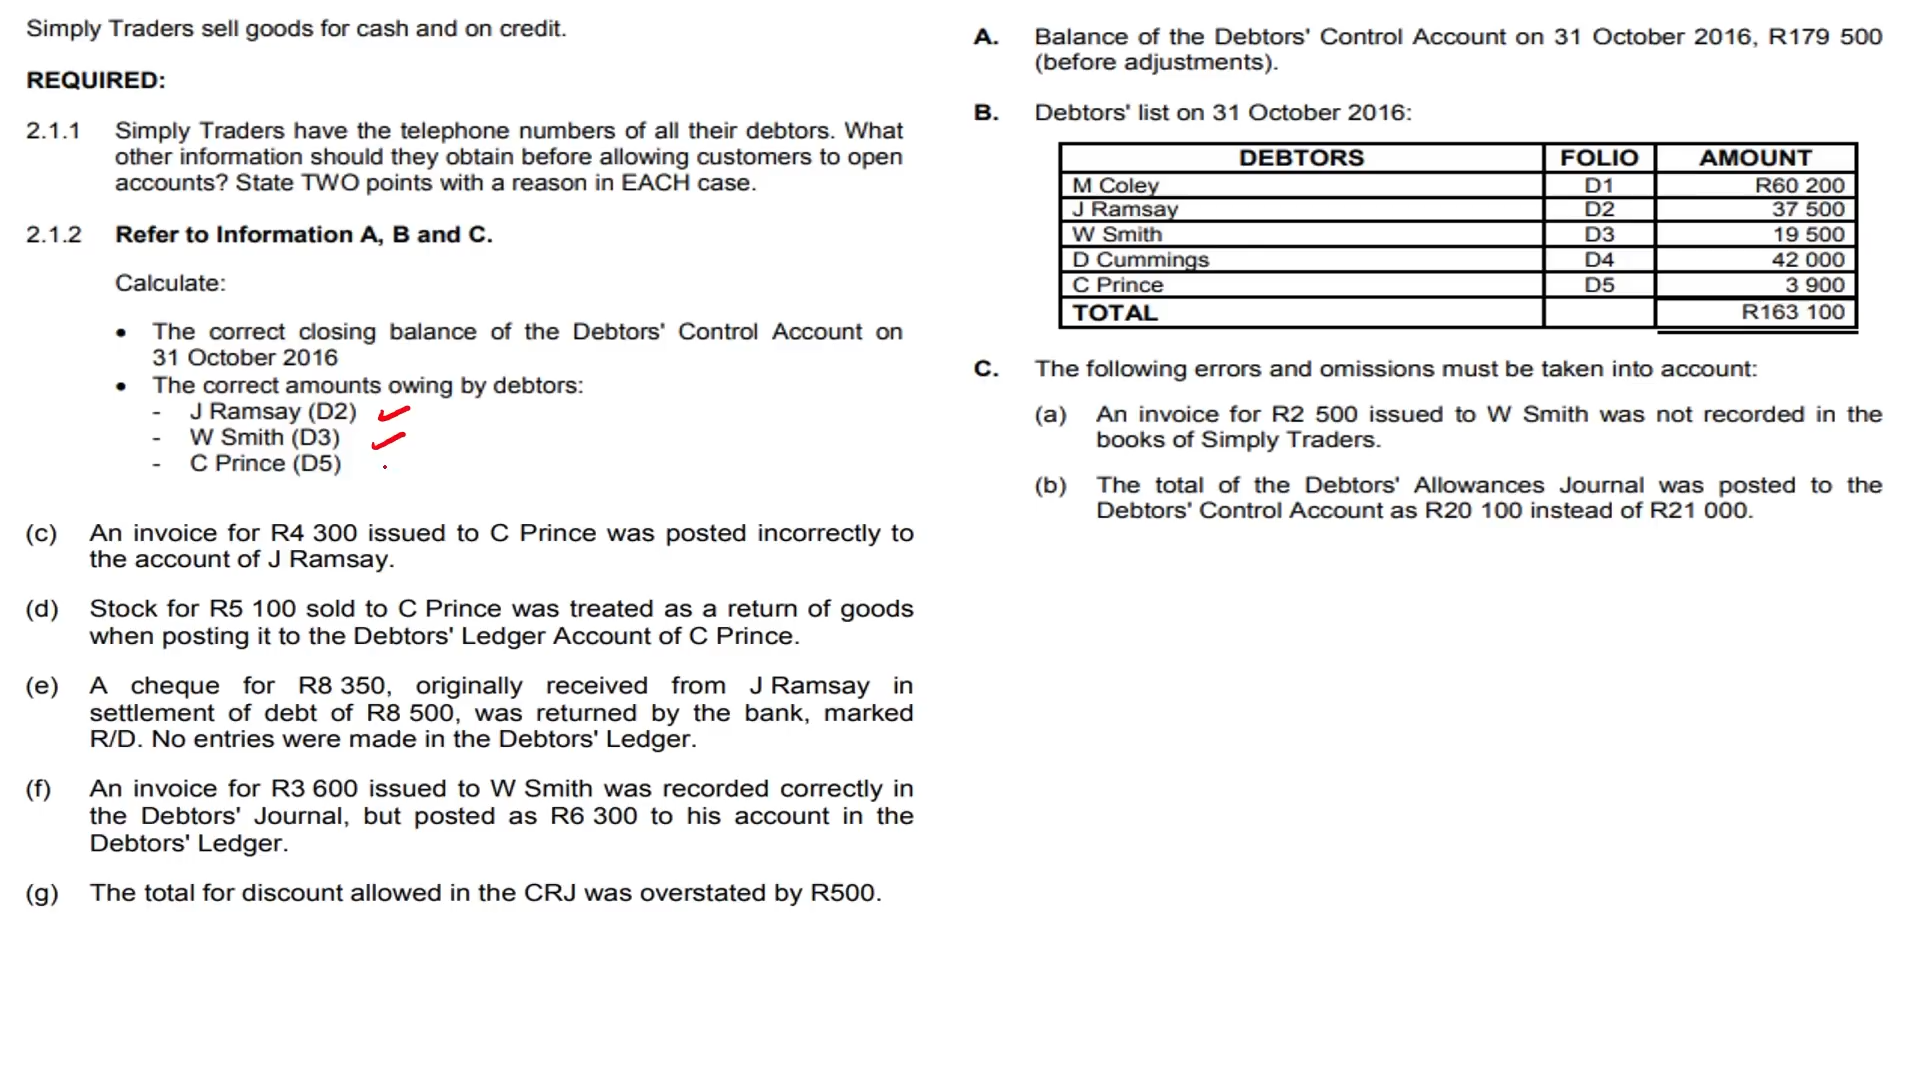 Simply Traders sell goods for cash and on credit.
REQUIRED:
2.1.1 Simply Traders have the telephone numbers of all their debtors. What
other information should they obtain before allowing customers to open
accounts? State TWO points with a reason in EACH case.
2.1.2 Refer to Information A, B and C.
Calculate:
• The correct closing balance of the Debtors' Control Account on
31 October 2016
• The correct amounts owing by debtors:
- J Ramsay (D2)
- W Smith (D3)
- C Prince (D5)
(c) An invoice for R4 300 issued to C Prince was posted incorrectly to
the account of J Ramsay.
(d) Stock for R5 100 sold to C Prince was treated as a return of goods
when posting it to the Debtors' Ledger Account of C Prince.
(e) A cheque for R8 350, originally received from J Ramsay in
settlement of debt of R8 500, was returned by the bank, marked
R/D. No entries were made in the Debtors' Ledger.
(f) An invoice for R3 600 issued to W Smith was recorded correctly in
the Debtors' Journal, but posted as R6 300 to his account in the
Debtors' Ledger.
(g) The total for discount allowed in the CRJ was overstated by R500.
A. Balance of the Debtors' Control Account on 31 October 2016, R179 500
(before adjustments).
B. Debtors' list on 31 October 2016:
DEBTORS FOLIO AMOUNT
M Coley D1 R60 200
J Ramsay D2 37 500
W Smith D3 19 500
D Cummings D4 42 000
C Prince D5 3 900
TOTAL R163 100
C. The following errors and omissions must be taken into account:
(a) An invoice for R2 500 issued to W Smith was not recorded in the
books of Simply Traders.
(b) The total of the Debtors' Allowances Journal was posted to the
Debtors' Control Account as R20 100 instead of R21 000.